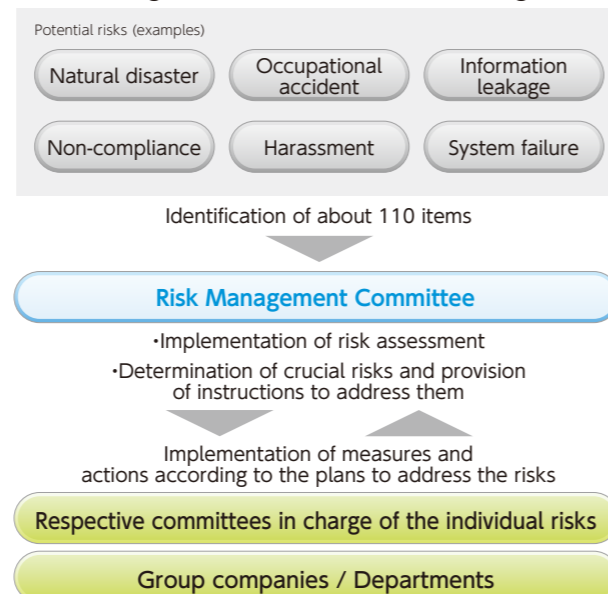 Potential risks (examples)
Natural disaster
Occupational
accident
Information
leakage
Non-compliance
Harassment
System failure
Identification of about 110 items
Risk Management Committee
・Implementation of risk assessment
・Determination of crucial risks and provision
of instructions to address them
Implementation of measures and
actions according to the plans to address the risks
Respective committees in charge of the individual risks
Group companies / Departments